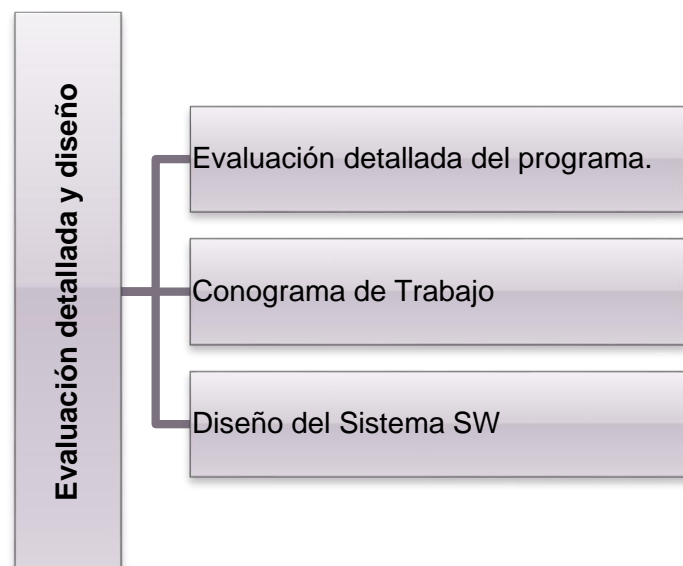 Evaluación detallada y diseño
Evaluación detallada del programa.
Conograma de Trabajo
Diseño del Sistema SW